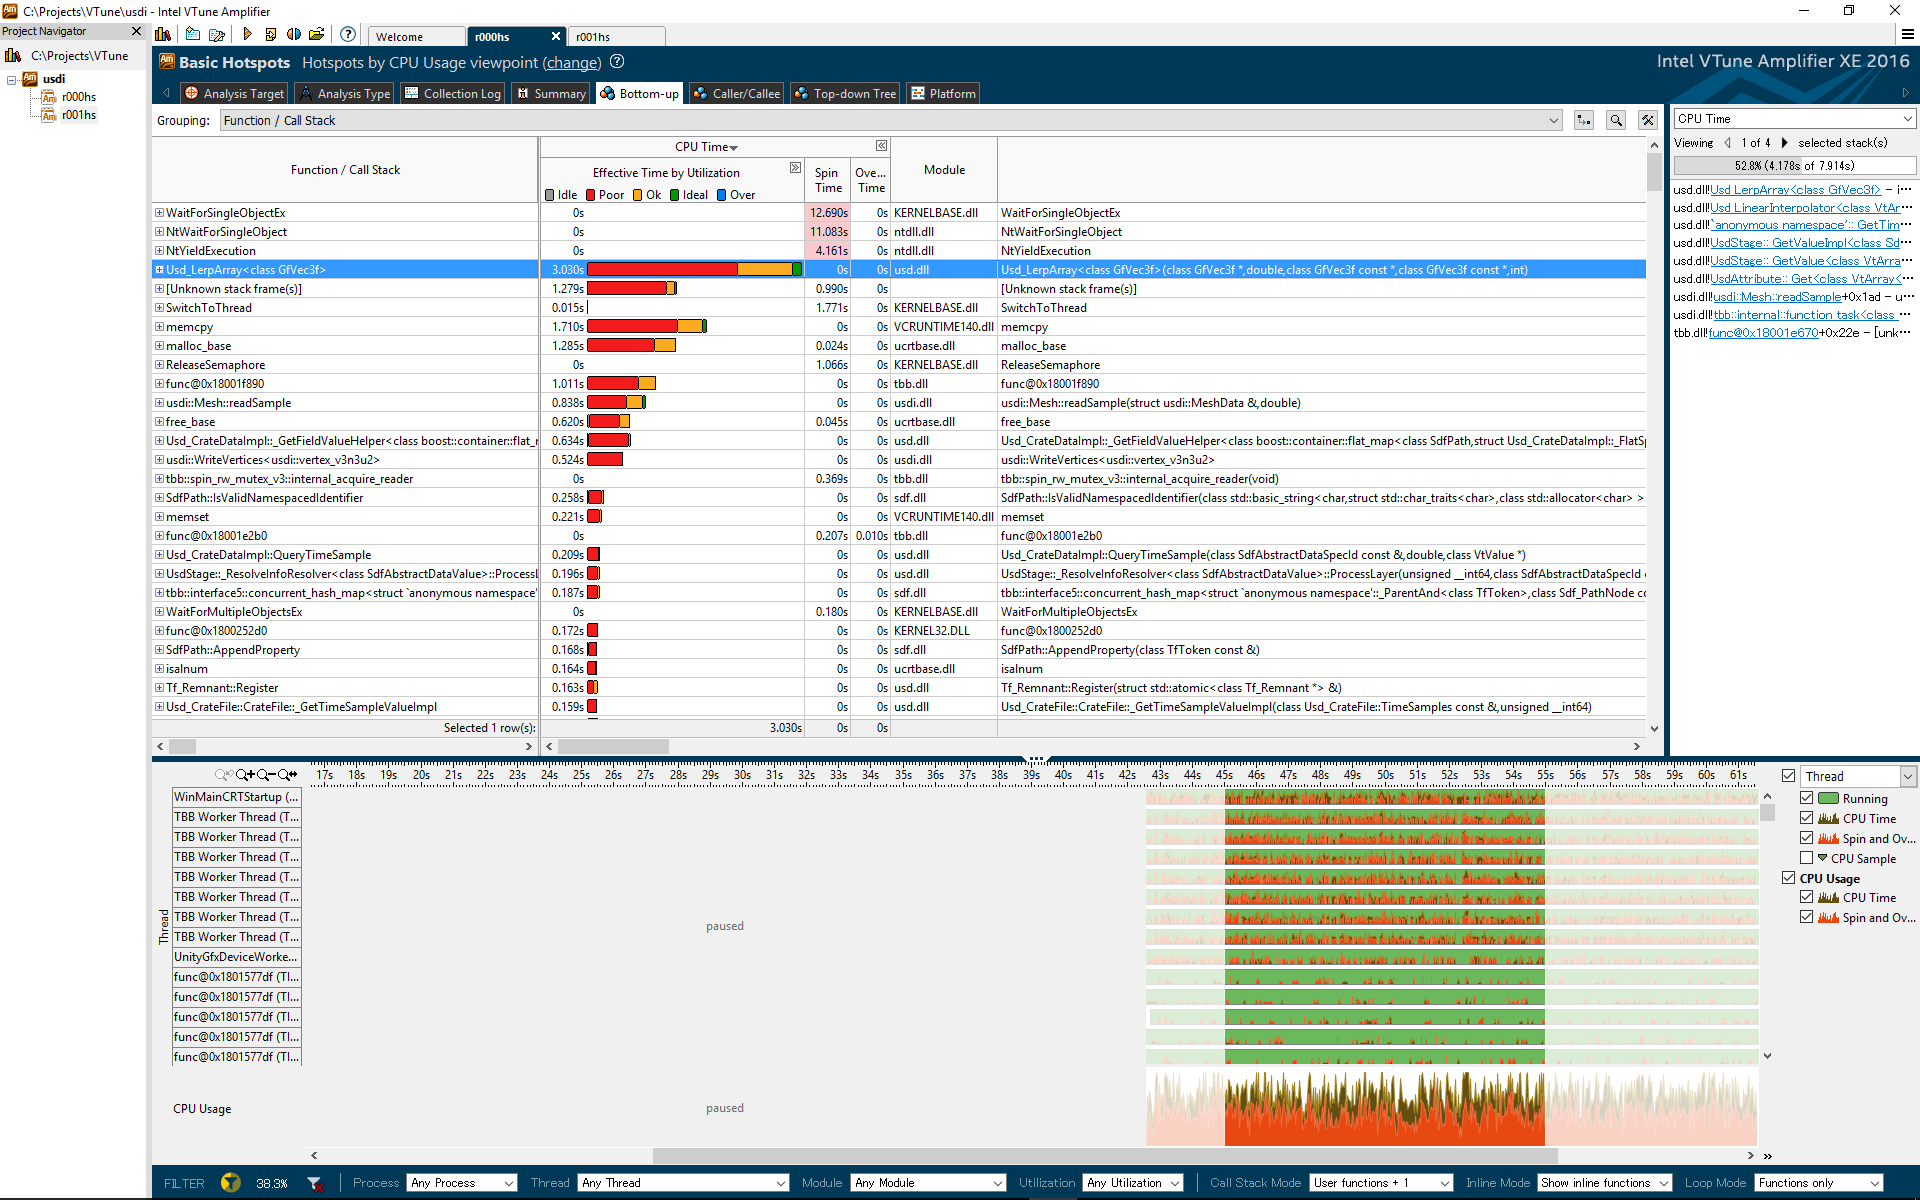 C:\Projects\VTune\usdi - Intel VTune Amplifier
Project Navigator
C:\Projects\VTune
usdi
r000hs
r001hs
Welcome
r000hs
r001hs
Basic Hotspots Hotspots by CPU Usage viewpoint (change)
Intel VTune Amplifier XE 2016
Analysis Target
Analysis Type
Collection Log
Summary
Bottom-up
Caller/Callee
Top-down Tree
Platform
Grouping: Function / Call Stack
Function / Call Stack
CPU Time
Effective Time by Utilization
Idle Poor Ok Ideal Over
Spin Time
Ove... Time
Module
WaitForSingleObjectEx 0s 12.690s 0s KERNELBASE.dll WaitForSingleObjectEx
NtWaitForSingleObject 0s 11.083s 0s ntdll.dll NtWaitForSingleObject
NtYieldExecution 0s 4.161s 0s ntdll.dll NtYieldExecution
Usd_LerpArray<class GfVec3f> 3.030s 0s 0s usd.dll Usd_LerpArray<class GfVec3f>(class GfVec3f *,double,class GfVec3f const *,class GfVec3f const *,int)
[Unknown stack frame(s)] 1.279s 0.990s 0s [Unknown stack frame(s)]
SwitchToThread 0.015s 1.771s 0s KERNELBASE.dll SwitchToThread
memcpy 1.710s 0s 0s VCRUNTIME140.dll memcpy
malloc_base 1.285s 0.024s 0s ucrtbase.dll malloc_base
ReleaseSemaphore 0s 1.066s 0s KERNELBASE.dll ReleaseSemaphore
func@0x18001f890 1.011s 0s 0s tbb.dll func@0x18001f890
usdi::Mesh::readSample 0.838s 0s 0s usdi.dll usdi::Mesh::readSample(struct usdi::MeshData &,double)
free_base 0.620s 0.045s 0s ucrtbase.dll free_base
Usd_CrateDataImpl::_GetFieldValueHelper<class boost::container::flat_r 0.634s 0s 0s usd.dll Usd_CrateDataImpl::_GetFieldValueHelper<class boost::container::flat_map<class SdfPath,struct Usd_CrateDataImpl::_FlatSp
usdi::WriteVertices<usdi::vertex_v3n3u2> 0.524s 0s 0s usdi.dll usdi::WriteVertices<usdi::vertex_v3n3u2>
tbb::spin_rw_mutex_v3::internal_acquire_reader 0s 0.369s 0s tbb.dll tbb::spin_rw_mutex_v3::internal_acquire_reader(void)
SdfPath::IsValidNamespacedIdentifier 0.258s 0s 0s sdf.dll SdfPath::IsValidNamespacedIdentifier(class std::basic_string<char,struct std::char_traits<char>,class std::allocator<char> >
memset 0.221s 0s 0s VCRUNTIME140.dll memset
func@0x18001e2b0 0s 0.207s 0.010s tbb.dll func@0x18001e2b0
Usd_CrateDataImpl::QueryTimeSample 0.209s 0s 0s usd.dll Usd_CrateDataImpl::QueryTimeSample(class SdfAbstractDataSpecId const &,double,class VtValue *)
UsdStage::_ResolveInfoResolver<class SdfAbstractDataValue>::ProcessL 0.196s 0s 0s usd.dll UsdStage::_ResolveInfoResolver<class SdfAbstractDataValue>::ProcessLayer(unsigned __int64,class SdfAbstractDataSpecId c
tbb::interface5::concurrent_hash_map<struct `anonymous namespace' 0.187s 0s 0s sdf.dll tbb::interface5::concurrent_hash_map<struct `anonymous namespace'::_ParentAnd<class TfToken>,class Sdf_PathNode cc
WaitForMultipleObjectsEx 0s 0.180s 0s KERNELBASE.dll WaitForMultipleObjectsEx
func@0x1800252d0 0.172s 0s 0s KERNEL32.DLL func@0x1800252d0
SdfPath::AppendProperty 0.168s 0s 0s sdf.dll SdfPath::AppendProperty(class TfToken const &)
isalnum 0.164s 0s 0s ucrtbase.dll isalnum
Tf_Remnant::Register 0.163s 0s 0s usd.dll Tf_Remnant::Register(struct std::atomic<class Tf_Remnant *> &)
Usd_CrateFile::CrateFile::_GetTimeSampleValueImpl 0.159s 0s 0s usd.dll Usd_CrateFile::CrateFile::_GetTimeSampleValueImpl(class Usd_CrateFile::TimeSamples const &,unsigned __int64)
Selected 1 row(s): 3.030s 0s 0s
CPU Time
Viewing 1 of 4 selected stack(s)
52.8% (4.178s of 7.914s)
usd.dll!Usd LerpArray<class GfVec3f> - i...
usd.dll!Usd LinearInterpolator<class VtAr...
usd.dll!`anonymous namespace':: GetTim...
usd.dll!UsdStage:: GetValueImpl<class Sd...
usd.dll!UsdStage:: GetValue<class VtArra...
usd.dll!UsdAttribute:: Get<class VtArray<...
usdi.dll!usdi::Mesh::readSample+0x1ad - u...
usdi.dll!tbb::internal::function task<class ...
tbb.dll!func@0x18001e670+0x22e - [unk...
17s 18s 19s 20s 21s 22s 23s 24s 25s 26s 27s 28s 29s 30s 31s 32s 33s 34s 35s 36s 37s 38s 39s 40s 41s 42s 43s 44s 45s 46s 47s 48s 49s 50s 51s 52s 53s 54s 55s 56s 57s 58s 59s 60s 61s
Thread
WinMainCRTStartup (...
TBB Worker Thread (T...
TBB Worker Thread (T...
TBB Worker Thread (T...
TBB Worker Thread (T...
TBB Worker Thread (T...
TBB Worker Thread (T...
TBB Worker Thread (T...
UnityGfxDeviceWorke...
func@0x1801577df (TI...
func@0x1801577df (TI...
func@0x1801577df (TI...
func@0x1801577df (TI...
func@0x1801577df (TI...
paused
CPU Usage
paused
Thread
Running
CPU Time
Spin and Ov...
CPU Sample
CPU Usage
CPU Time
Spin and Ov...
FILTER 38.3% Process Any Process Thread Any Thread Module Any Module Utilization Any Utilization Call Stack Mode User functions + 1 Inline Mode Show inline functions Loop Mode Functions only